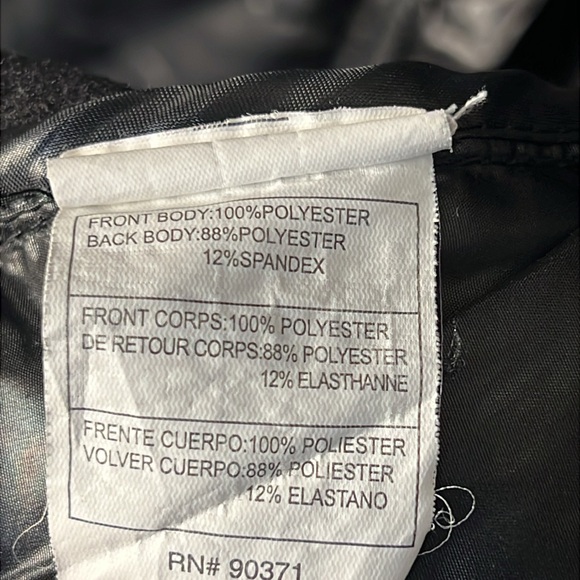 FRONT BODY:100%POLYESTER
BACK BODY:88%POLYESTER
12%SPANDEX
FRONT CORPS:100% POLYESTER
DE RETOUR CORPS:88% POLYESTER
12% ELASTHANNE
FRENTE CUERPO:100% POLIESTER
VOLVER CUERPO:88% POLIESTER
12% ELASTANO
RN# 90371